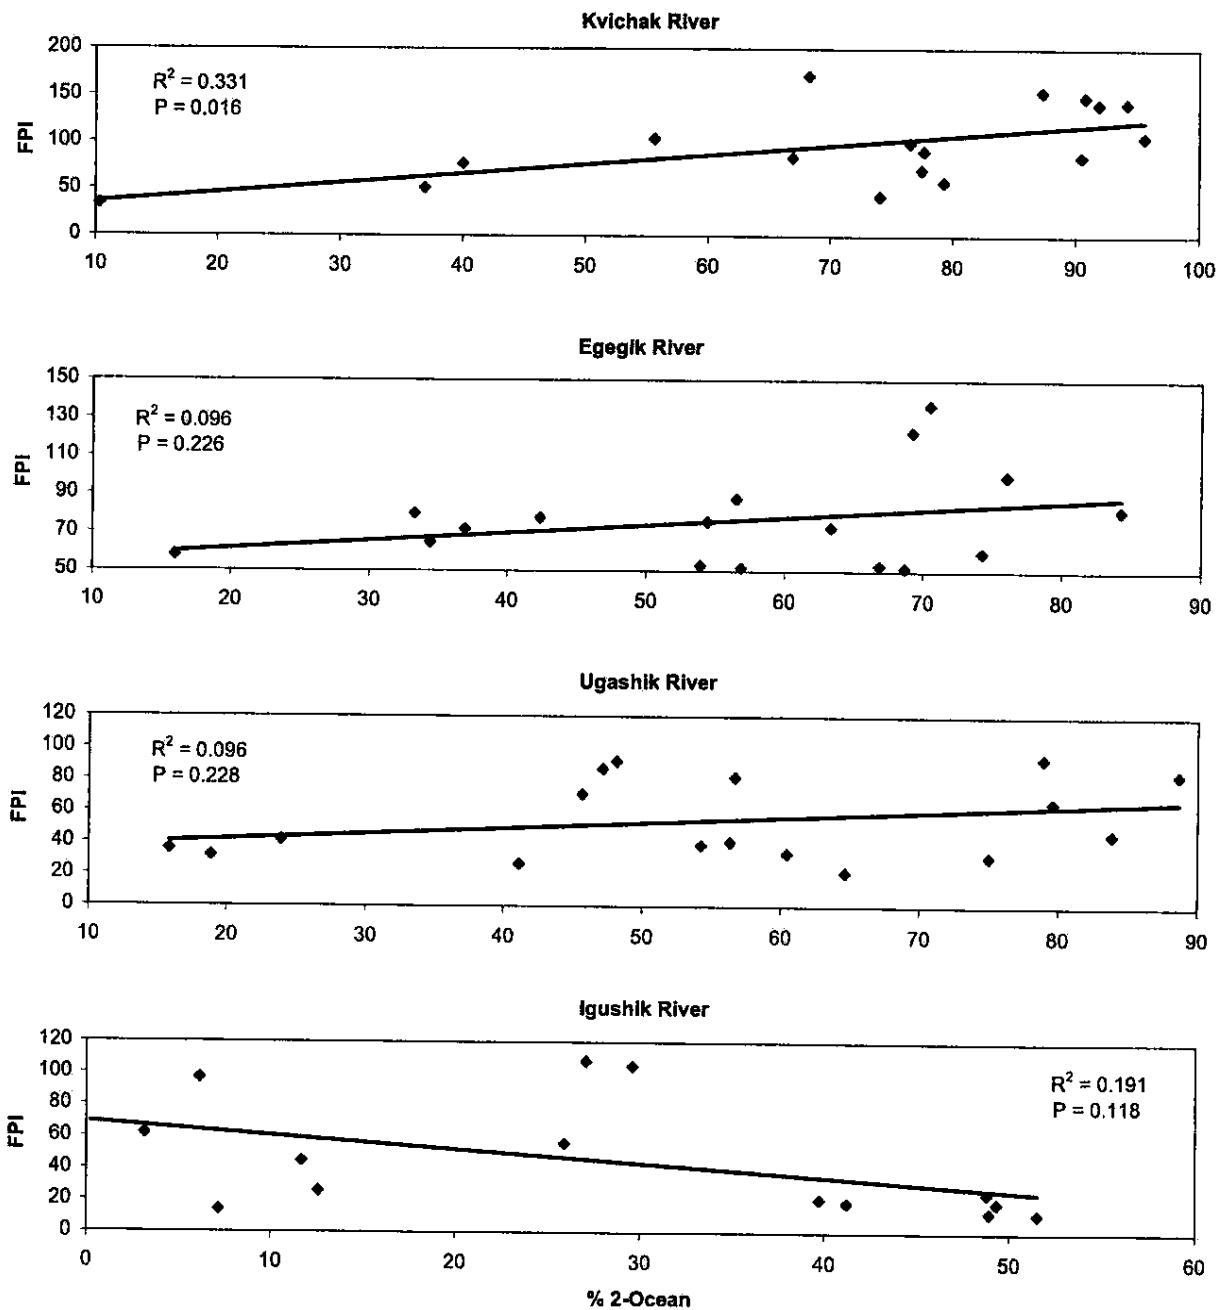 Kvichak River
200
150
100
50
0
FPI
R² = 0.331
P = 0.016
10 20 30 40 50 60 70 80 90 100
Egegik River
150
130
110
90
70
50
FPI
R² = 0.096
P = 0.226
10 20 30 40 50 60 70 80 90
Ugashik River
120
100
80
60
40
20
0
FPI
R² = 0.096
P = 0.228
10 20 30 40 50 60 70 80 90
Igushik River
120
100
80
60
40
20
0
FPI
R² = 0.191
P = 0.118
0 10 20 30 40 50 60
% 2-Ocean